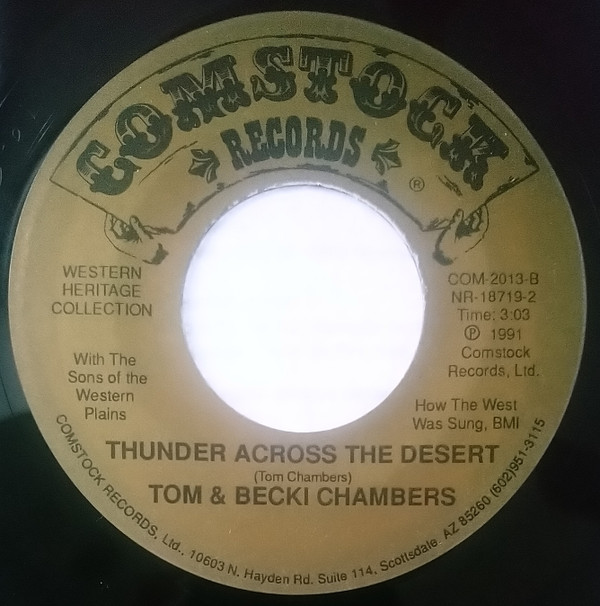 COMSTOCK
RECORDS
®
WESTERN
HERITAGE
COLLECTION
With The
Sons of the
Western
Plains
COM-2013-B
NR-18719-2
Time: 3:03
℗ 1991
Comstock
Records, Ltd.
How The West
Was Sung, BMI
THUNDER ACROSS THE DESERT
(Tom Chambers)
TOM & BECKI CHAMBERS
COMSTOCK RECORDS, Ltd., 10603 N. Hayden Rd. Suite 114, Scottsdale, AZ 85260 (602)951-3115